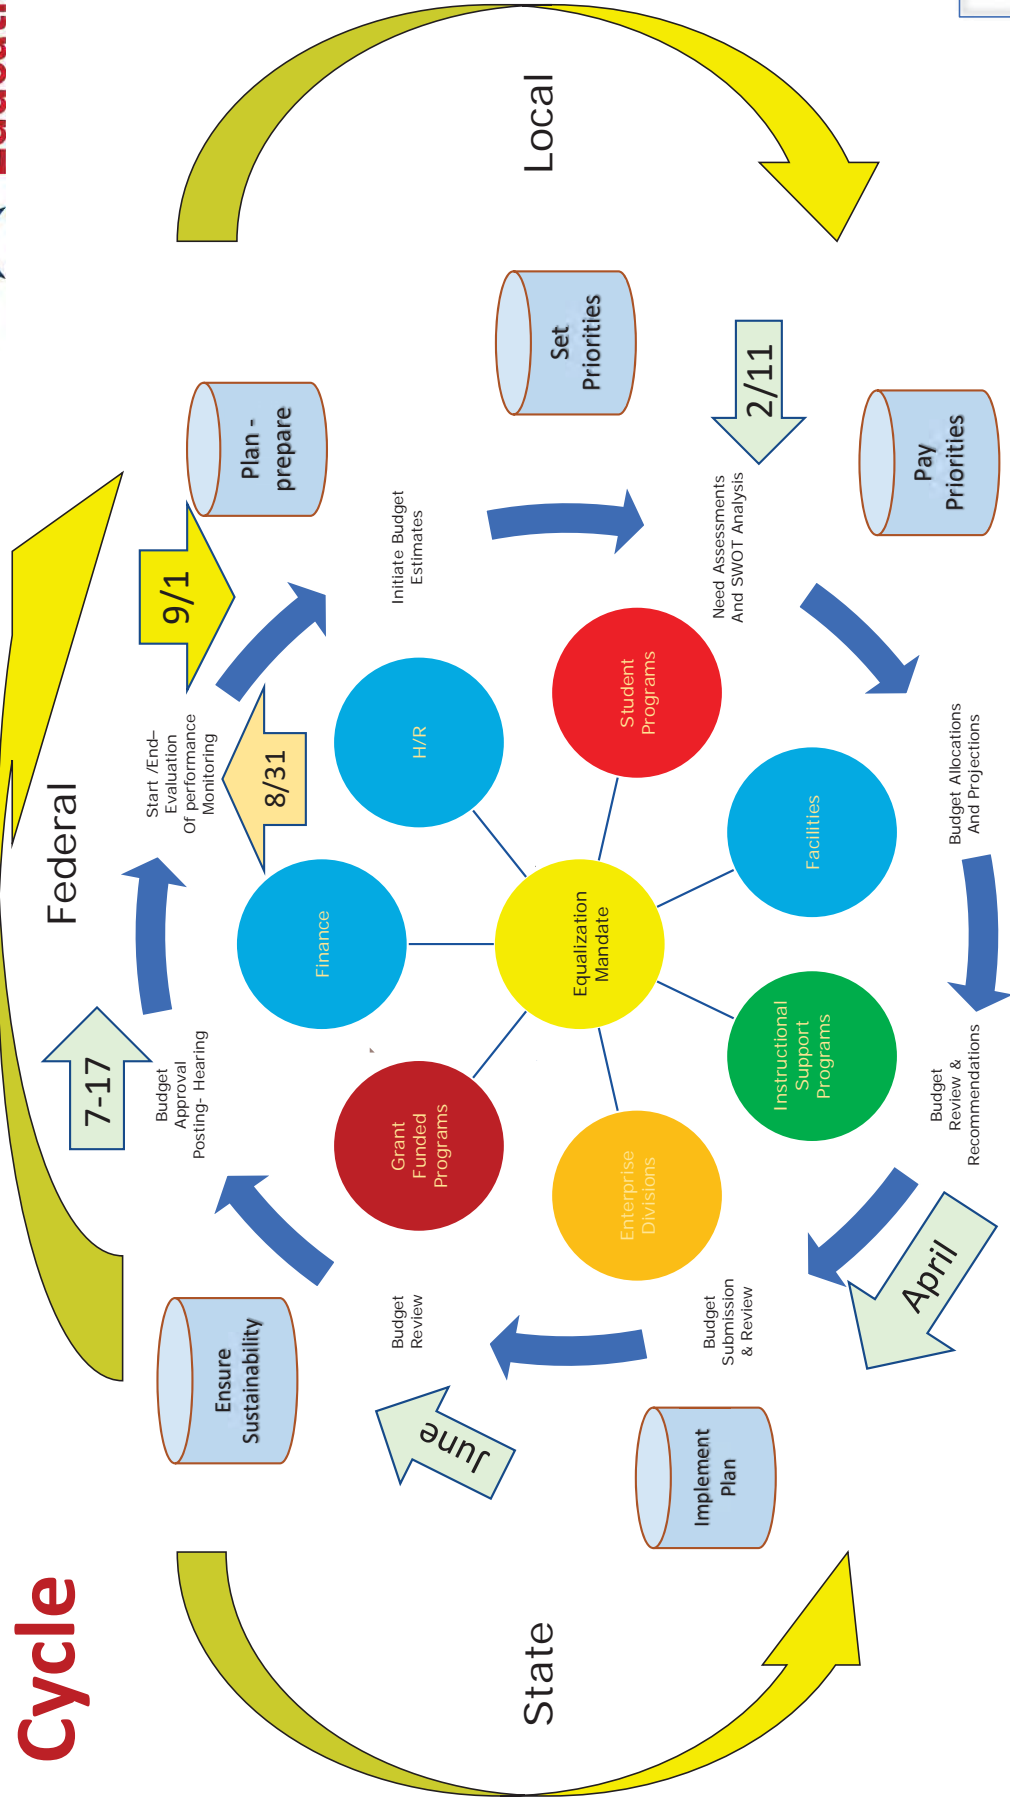 Cycle
Federal
State
Local
7-17
9/1
8/31
2/11
April
June
Plan -
prepare
Set
Priorities
Pay
Priorities
Implement
Plan
Ensure
Sustainability
Start /End–
Evaluation
Of performance
Monitoring
Initiate Budget
Estimates
Need Assessments
And SWOT Analysis
Budget Allocations
And Projections
Budget
Review &
Recommendations
Budget
Submission
& Review
Budget
Review
Budget
Approval
Posting- Hearing
Equalization
Mandate
Finance
H/R
Student
Programs
Facilities
Instructional
Support
Programs
Enterprise
Divisions
Grant
Funded
Programs